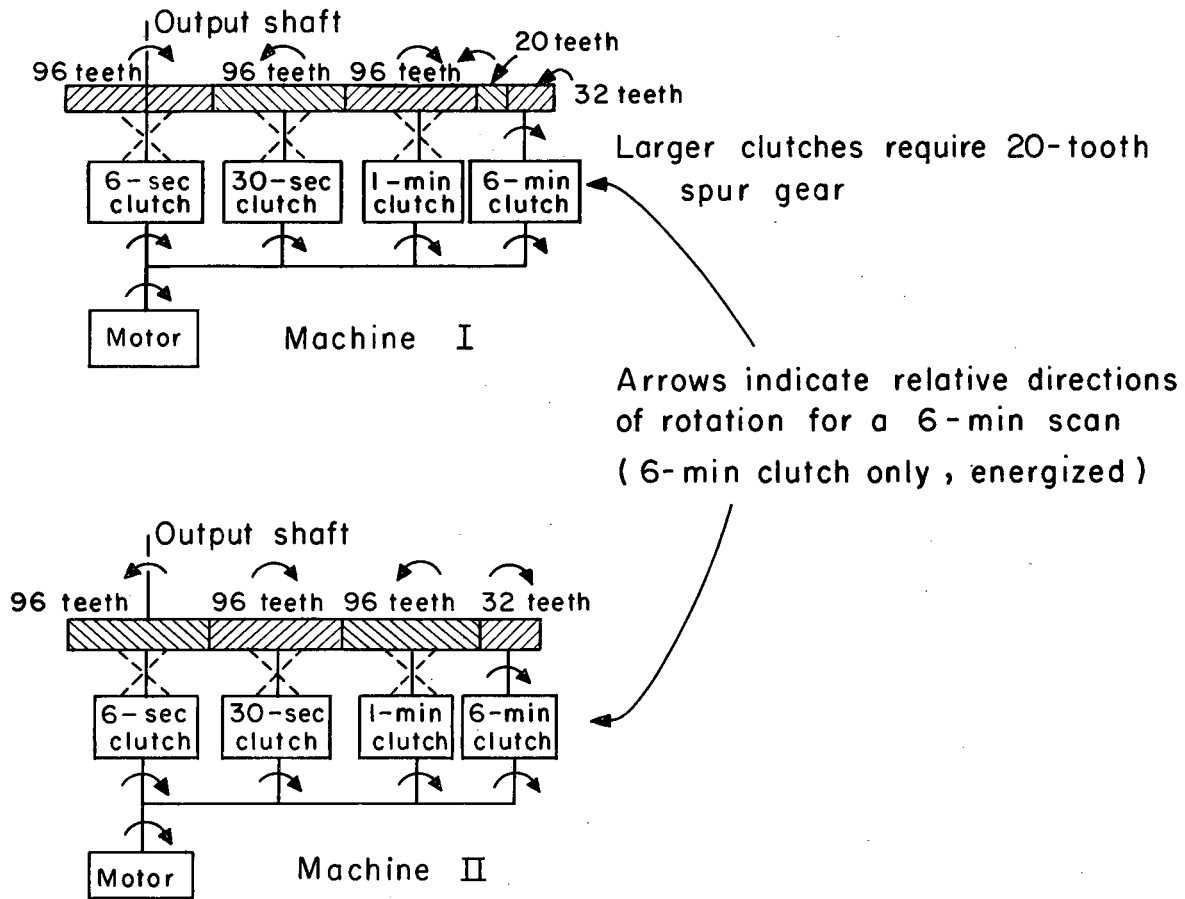 Output shaft
20 teeth
96 teeth
96 teeth
96 teeth
32 teeth
Larger clutches require 20-tooth
spur gear
6-sec
clutch
30-sec
clutch
1-min
clutch
6-min
clutch
Motor
Machine I
Arrows indicate relative directions
of rotation for a 6-min scan
(6-min clutch only, energized)
Output shaft
96 teeth
96 teeth
96 teeth
32 teeth
6-sec
clutch
30-sec
clutch
1-min
clutch
6-min
clutch
Motor
Machine II